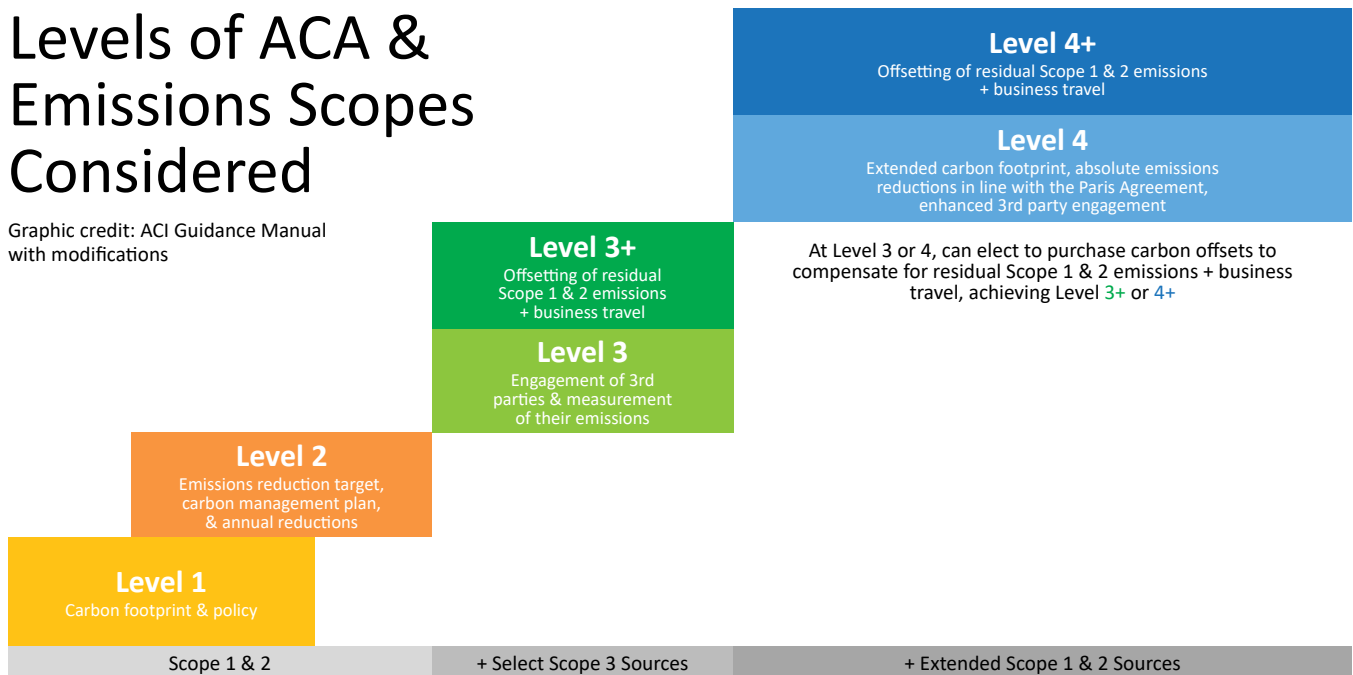 Levels of ACA &
Emissions Scopes
Considered
Graphic credit: ACI Guidance Manual
with modifications
Level 4+
Offsetting of residual Scope 1 & 2 emissions
+ business travel
Level 4
Extended carbon footprint, absolute emissions
reductions in line with the Paris Agreement,
enhanced 3rd party engagement
At Level 3 or 4, can elect to purchase carbon offsets to
compensate for residual Scope 1 & 2 emissions + business
travel, achieving Level 3+ or 4+
Level 3+
Offsetting of residual
Scope 1 & 2 emissions
+ business travel
Level 3
Engagement of 3rd
parties & measurement
of their emissions
Level 2
Emissions reduction target,
carbon management plan,
& annual reductions
Level 1
Carbon footprint & policy
Scope 1 & 2
+ Select Scope 3 Sources
+ Extended Scope 1 & 2 Sources